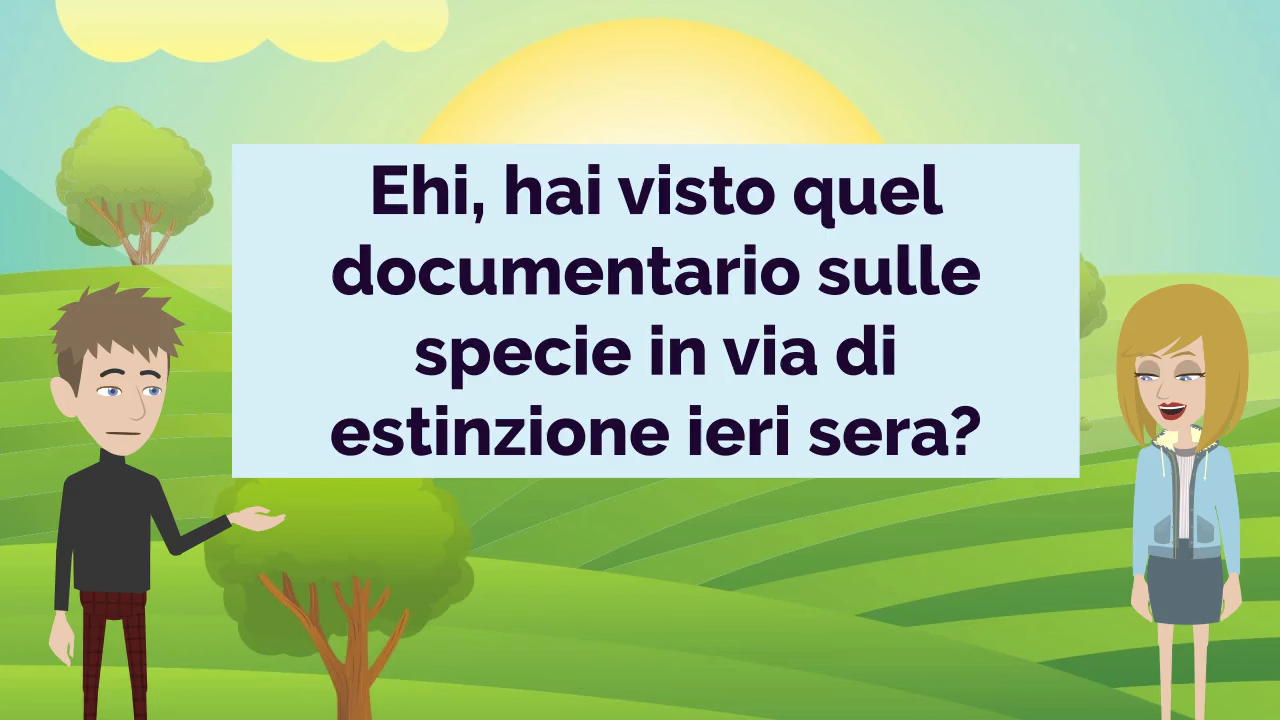 Ehi, hai visto quel
documentario sulle
specie in via di
estinzione ieri sera?